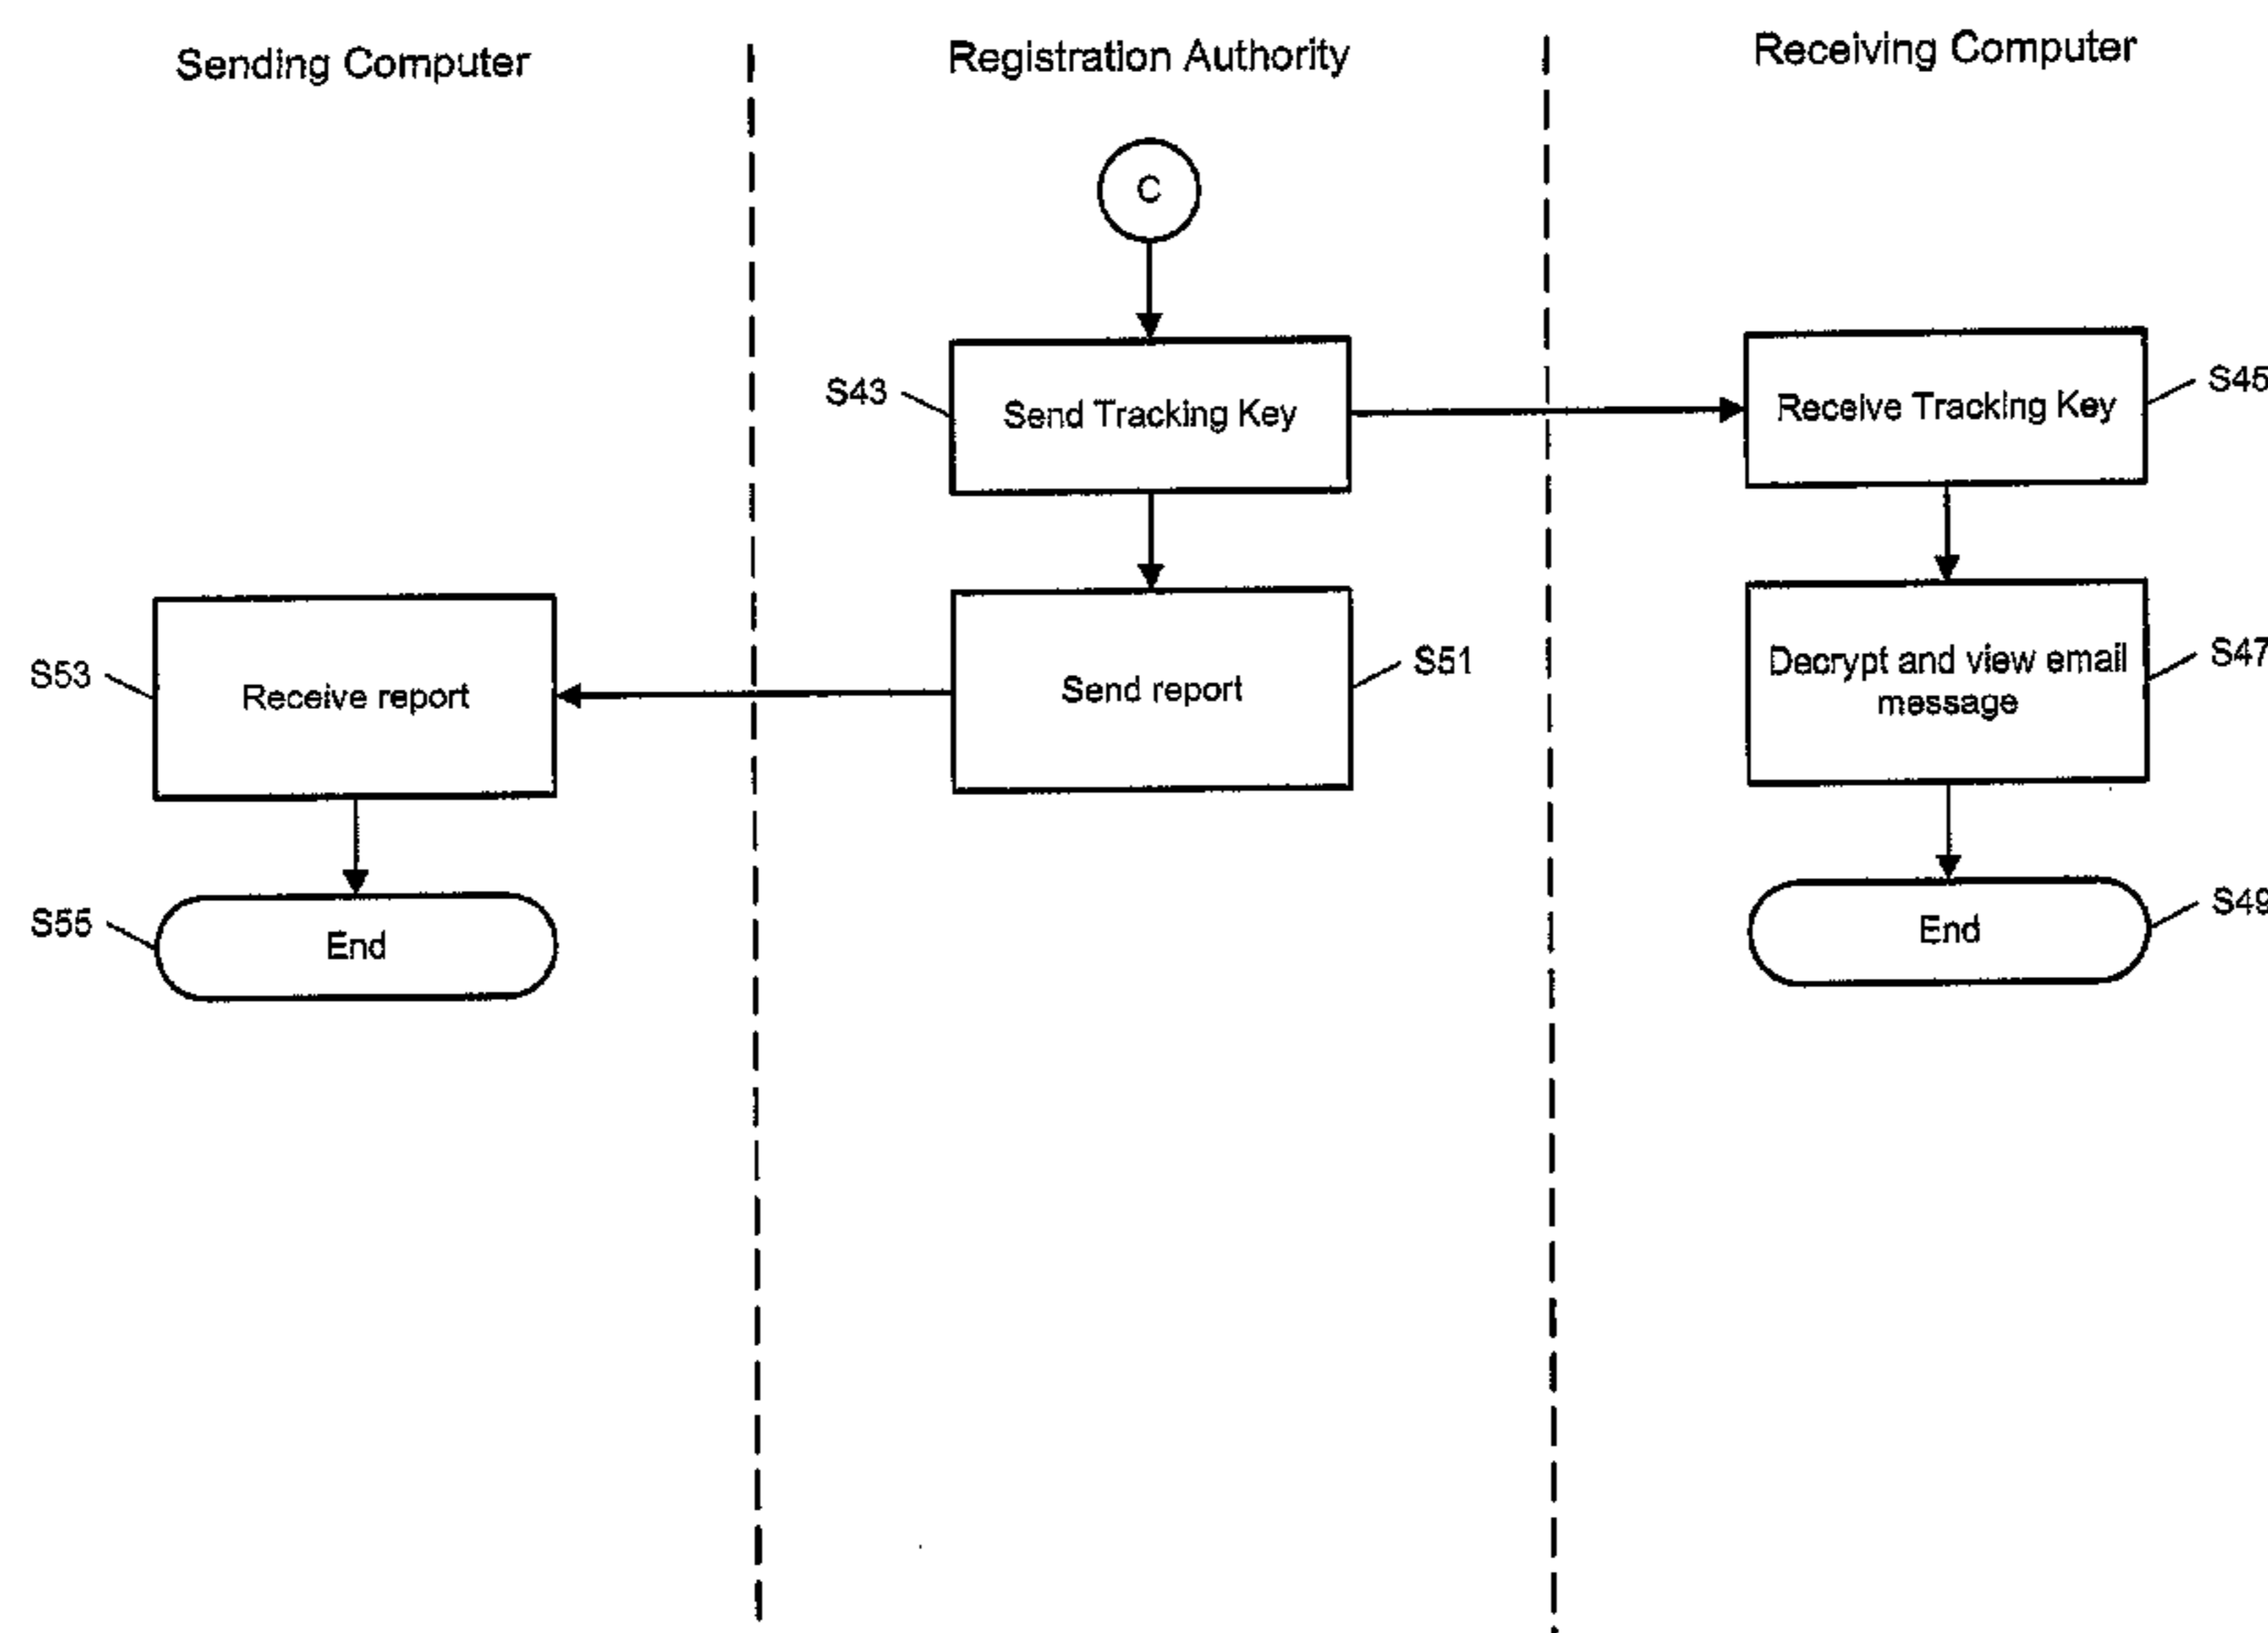 Sending Computer
Registration Authority
Receiving Computer
C
S43
Send Tracking Key
Receive Tracking Key
S45
S53
Receive report
Send report
S51
Decrypt and view email
message
S47
S55
End
End
S49